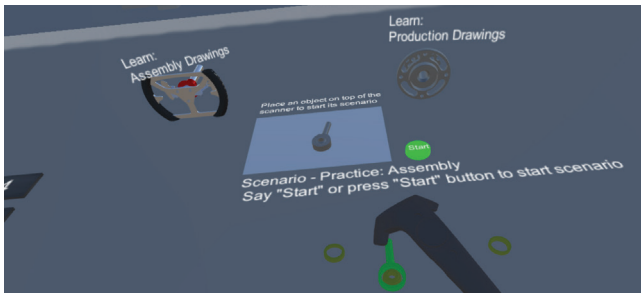 Learn:
Assembly Drawings
Learn:
Production Drawings
Place an object on top of the
scanner to start its scenario
Start
Scenario - Practice: Assembly
Say "Start" or press "Start" button to start scenario